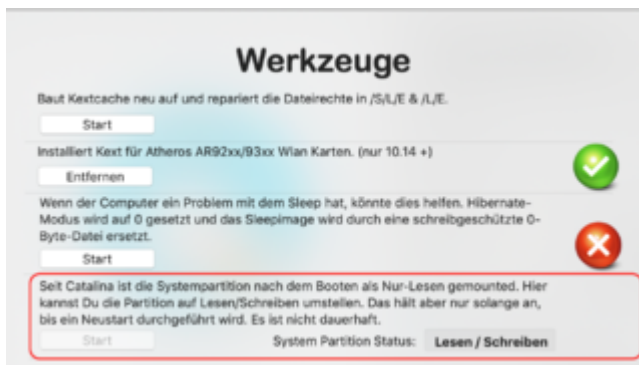 Werkzeuge
Baut Kextcache neu auf und repariert die Dateirechte in /S/L/E & /L/E.
Start
Installiert Kext für Atheros AR92xx/93xx Wlan Karten. (nur 10.14 +)
Entfernen
Wenn der Computer ein Problem mit dem Sleep hat, könnte dies helfen. Hibernate-
Modus wird auf 0 gesetzt und das Sleepimage wird durch eine schreibgeschützte 0-
Byte-Datei ersetzt.
Start
Seit Catalina ist die Systempartition nach dem Booten als Nur-Lesen gemounted. Hier
kannst Du die Partition auf Lesen/Schreiben umstellen. Das hält aber nur solange an,
bis ein Neustart durchgeführt wird. Es ist nicht dauerhaft.
Start System Partition Status: Lesen / Schreiben